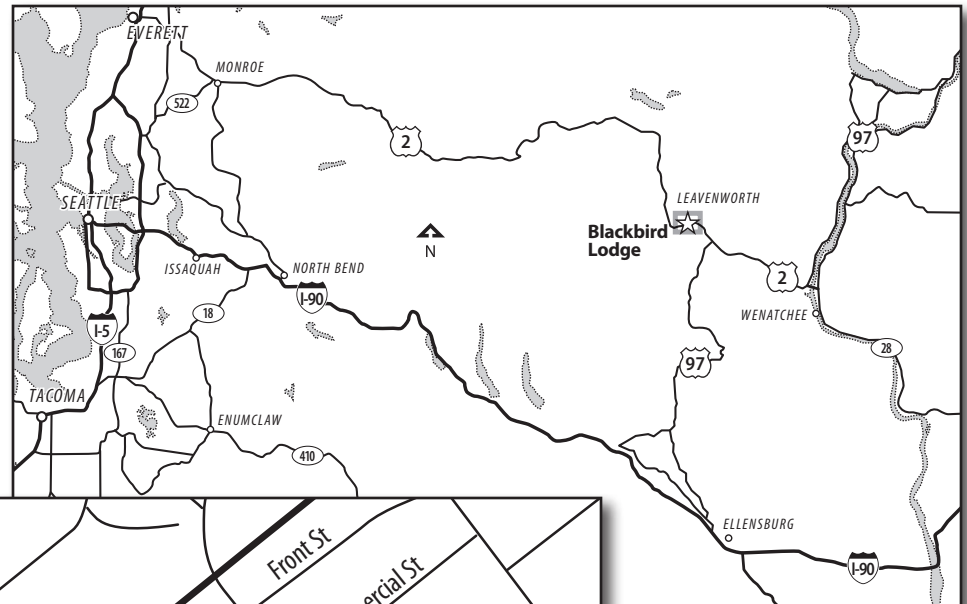 EVERETT
MONROE
522
2
97
SEATTLE
LEAVENWORTH
Blackbird
Lodge
N
ISSAQUAH
NORTH BEND
I-90
2
18
WENATCHEE
I-5
167
28
97
TACOMA
ENUMCLAW
410
ELLENSBURG
Front St
St
I-90